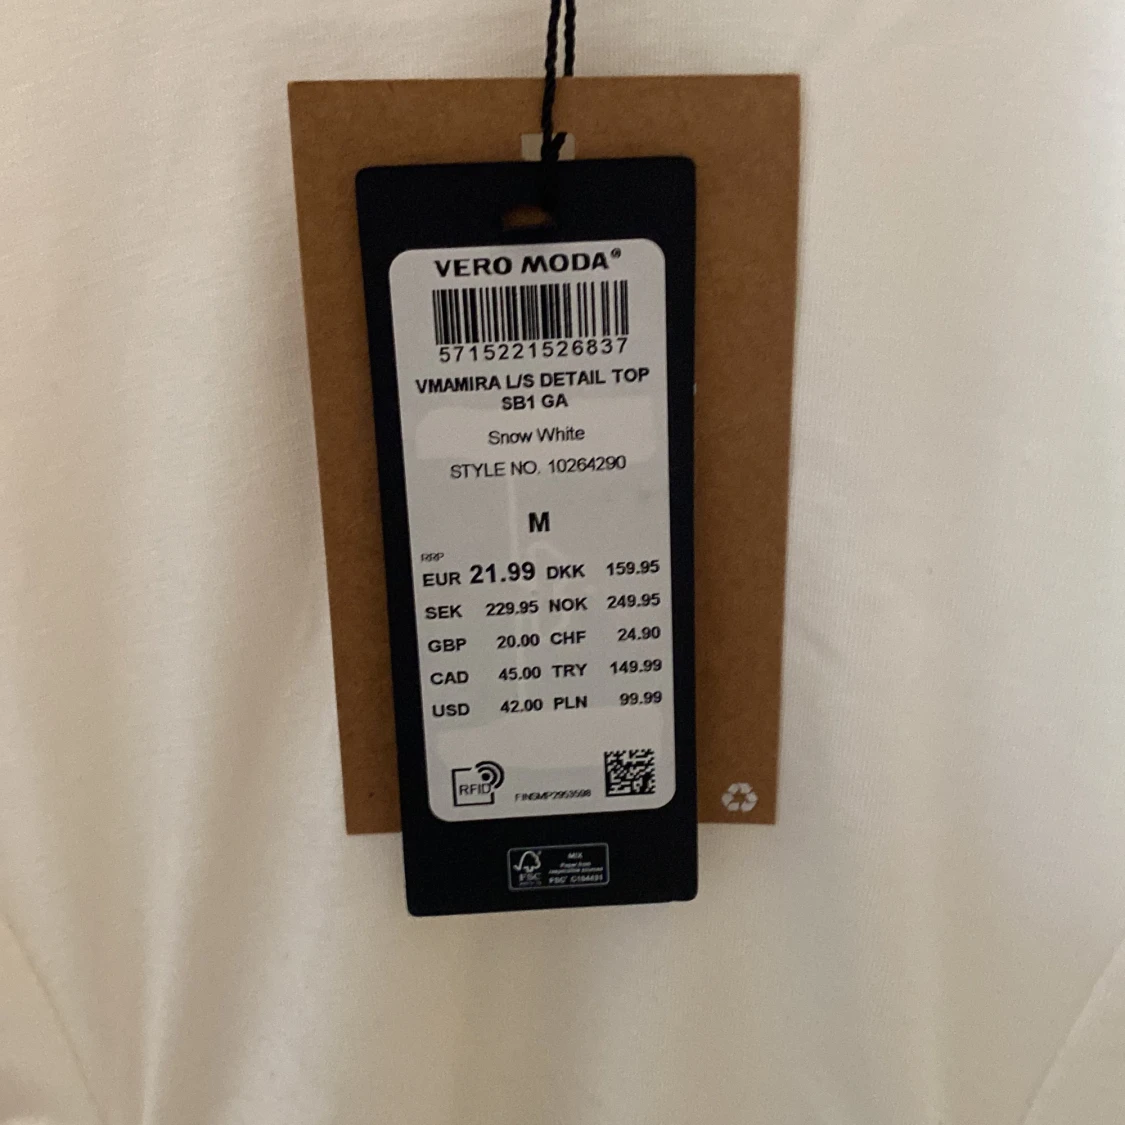 VERO MODA®
5715221526837
VMAMIRA L/S DETAIL TOP
SB1 GA
Snow White
STYLE NO. 10264290
M
RRP
EUR 21.99 DKK 159.95
SEK 229.95 NOK 249.95
GBP 20.00 CHF 24.90
CAD 45.00 TRY 149.99
USD 42.00 PLN 99.99
RFID
MIX
FSC